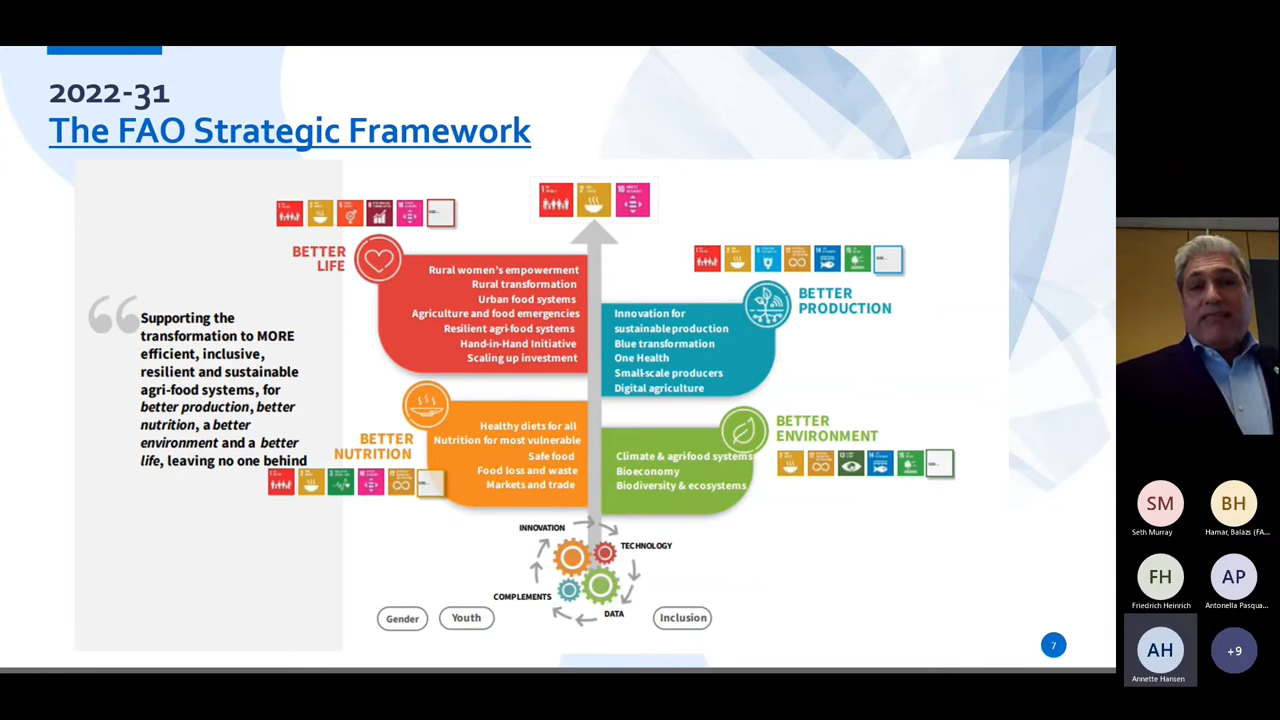 2022-31
The FAO Strategic Framework
Supporting the
transformation to MORE
efficient, inclusive,
resilient and sustainable
agri-food systems, for
better production, better
nutrition, a better
environment and a better
life, leaving no one behind
BETTER
LIFE
Rural women's empowerment
Rural transformation
Urban food systems
Agriculture and food emergencies
Resilient agri-food systems
Hand-in-Hand Initiative
Scaling up investment
BETTER
PRODUCTION
Innovation for
sustainable production
Blue transformation
One Health
Small-scale producers
Digital agriculture
BETTER
NUTRITION
Healthy diets for all
Nutrition for most vulnerable
Safe food
Food loss and waste
Markets and trade
BETTER
ENVIRONMENT
Climate & agri-food systems
Bioeconomy
Biodiversity & ecosystems
INNOVATION
TECHNOLOGY
COMPLEMENTS
DATA
Gender
Youth
Inclusion
7
SM
Seth Murray
BH
Hamar, Balazs (FA...
FH
Friedrich Heinrich
AP
Antonella Pasqua...
AH
Annette Hansen
+9